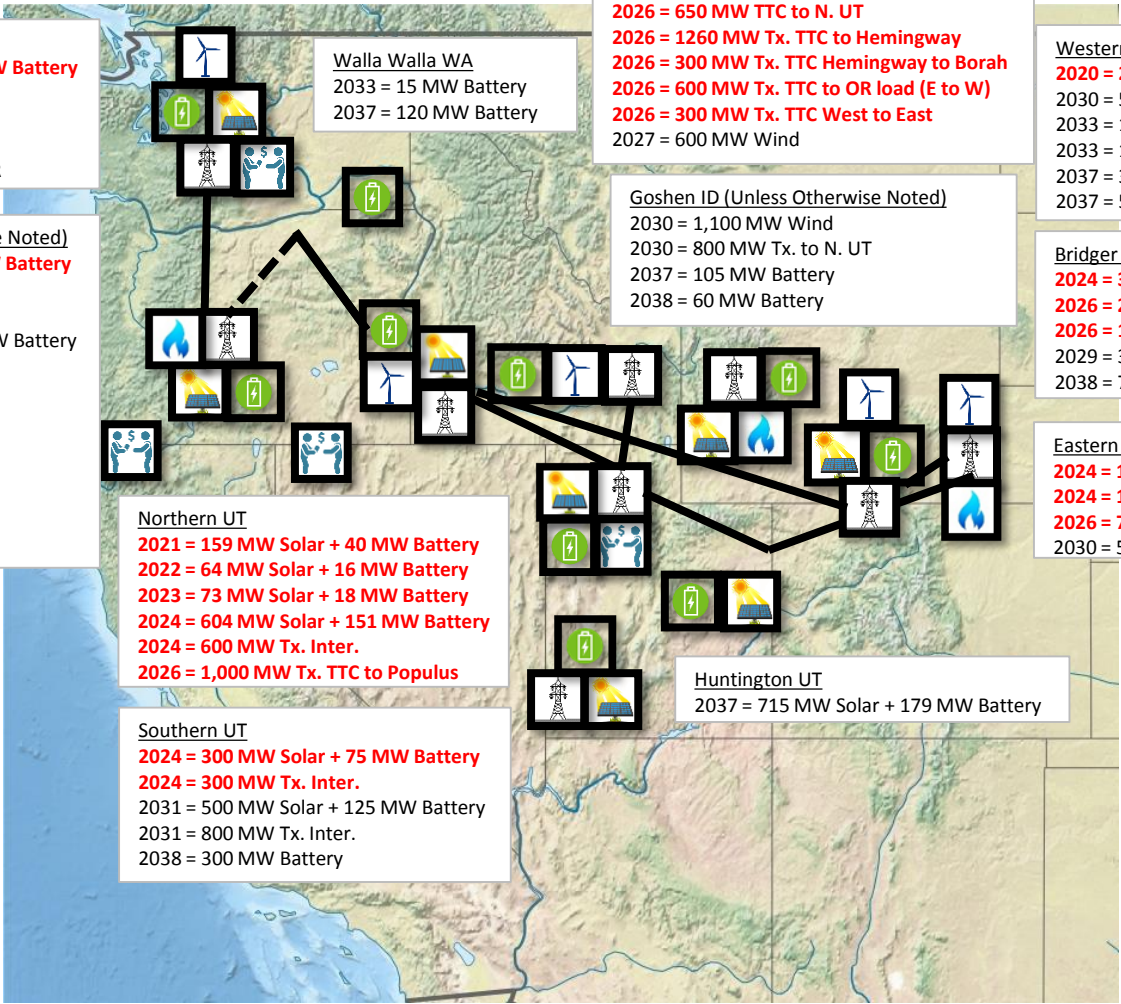 Battery
Walla Walla WA
2033 = 15 MW Battery
2037 = 120 MW Battery
2026 = 650 MW TTC to N. UT
2026 = 1260 MW Tx. TTC to Hemingway
2026 = 300 MW Tx. TTC Hemingway to Borah
2026 = 600 MW Tx. TTC to OR load (E to W)
2026 = 300 MW Tx. TTC West to East
2027 = 600 MW Wind
Western
2020 =
2030 =
2033 =
2033 =
2037 =
2037 =
Noted)
Battery
Battery
Goshen ID (Unless Otherwise Noted)
2030 = 1,100 MW Wind
2030 = 800 MW Tx. to N. UT
2037 = 105 MW Battery
2038 = 60 MW Battery
Bridger
2024 =
2026 =
2026 =
2029 =
2038 =
Eastern
2024 =
2024 =
2026 =
2030 =
Northern UT
2021 = 159 MW Solar + 40 MW Battery
2022 = 64 MW Solar + 16 MW Battery
2023 = 73 MW Solar + 18 MW Battery
2024 = 604 MW Solar + 151 MW Battery
2024 = 600 MW Tx. Inter.
2026 = 1,000 MW Tx. TTC to Populus
Huntington UT
2037 = 715 MW Solar + 179 MW Battery
Southern UT
2024 = 300 MW Solar + 75 MW Battery
2024 = 300 MW Tx. Inter.
2031 = 500 MW Solar + 125 MW Battery
2031 = 800 MW Tx. Inter.
2038 = 300 MW Battery